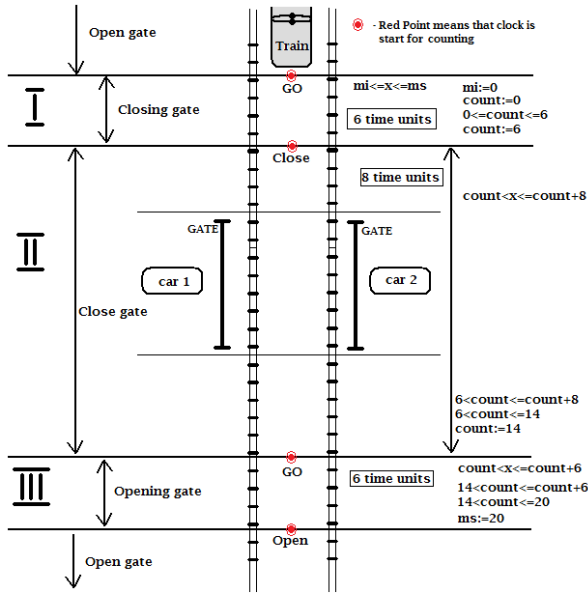 Open gate
Train
- Red Point means that clock is
start for counting
GO
mi<=x<=ms
mi:=0
count:=0
0<=count<=6
count:=6
I
Closing gate
6 time units
Close
8 time units
count<x<=count+8
II
GATE
GATE
car 1
car 2
Close gate
6<count<=count+8
6<count<=14
count:=14
GO
III
Opening gate
6 time units
count<x<=count+6
14<count<=count+6
14<count<=20
ms:=20
Open
Open gate